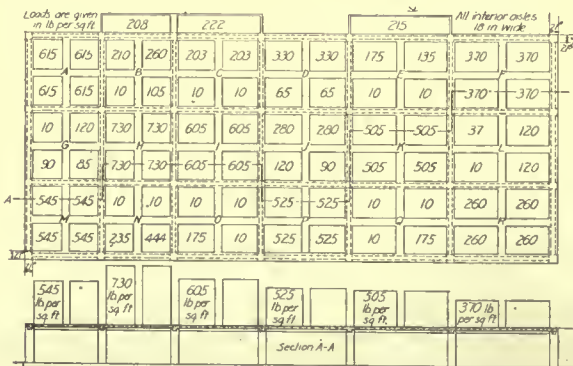 Loads are given
in lb per sq ft
208
222
215
All interior aisles
18 in wide
615 615 210 260 203 203 330 330 175 135 370 370
A B C D E F
615 615 10 105 10 10 65 65 10 10 370 370
10 120 730 730 605 605 280 280 505 505 37 120
G H I J K L
90 85 730 730 605 605 120 90 505 505 10 120
A
545 545 10 10 10 10 525 525 10 10 260 260
M N O P Q R
545 545 235 444 175 10 525 525 10 175 260 260
545
lb per
sq ft
730
lb per
sq ft
605
lb per
sq ft
525
lb per
sq ft
505
lb per
sq ft
370 lb
per sq ft
Section A-A